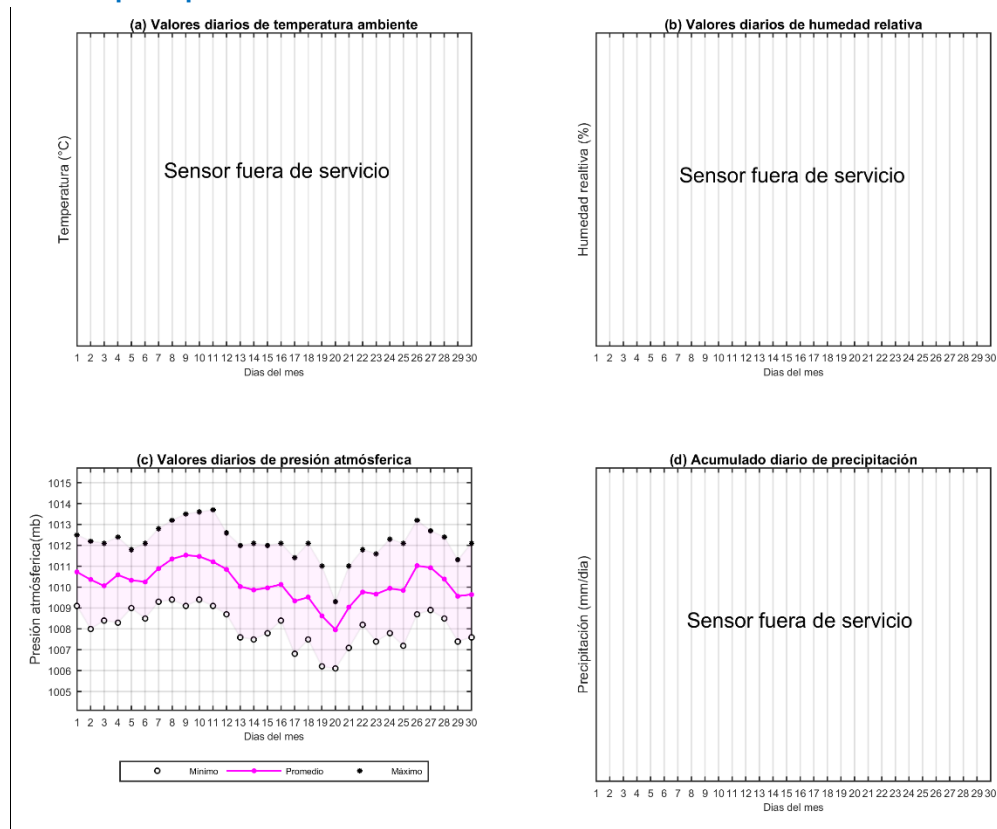 (a) Valores diarios de temperatura ambiente
Temperatura (°C)
Sensor fuera de servicio
1 2 3 4 5 6 7 8 9 10 11 12 13 14 15 16 17 18 19 20 21 22 23 24 25 26 27 28 29 30
Dias del mes
(b) Valores diarios de humedad relativa
Humedad realtiva (%)
Sensor fuera de servicio
1 2 3 4 5 6 7 8 9 10 11 12 13 14 15 16 17 18 19 20 21 22 23 24 25 26 27 28 29 30
Dias del mes
(c) Valores diarios de presión atmósferica
Presión atmósferica(mb)
1015
1014
1013
1012
1011
1010
1009
1008
1007
1006
1005
1 2 3 4 5 6 7 8 9 10 11 12 13 14 15 16 17 18 19 20 21 22 23 24 25 26 27 28 29 30
Dias del mes
Mínimo Promedio Máximo
(d) Acumulado diario de precipitación
Precipitación (mm/día)
Sensor fuera de servicio
1 2 3 4 5 6 7 8 9 10 11 12 13 14 15 16 17 18 19 20 21 22 23 24 25 26 27 28 29 30
Dias del mes